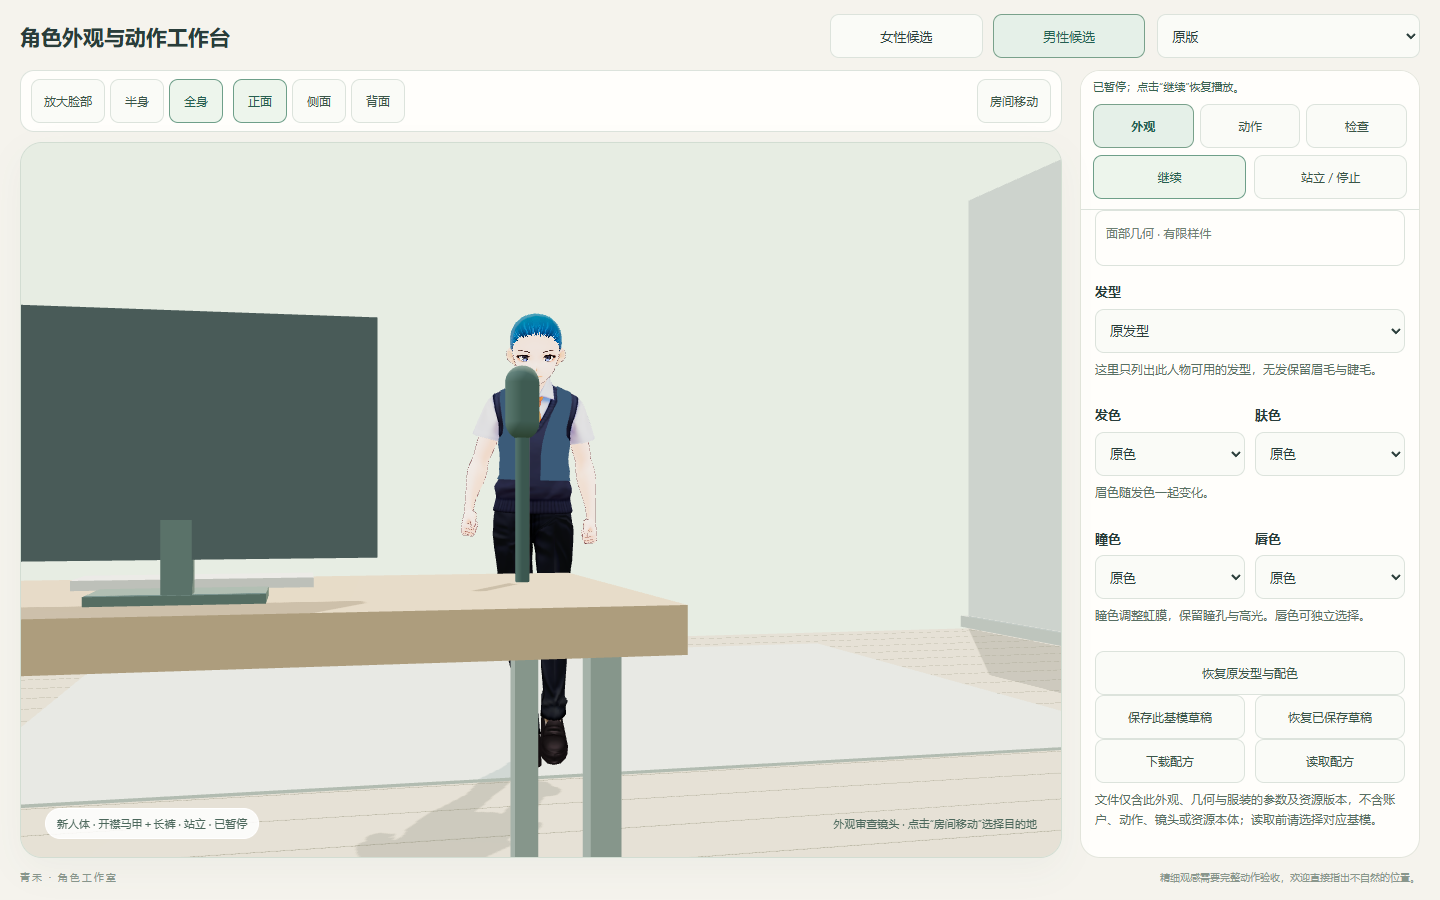 角色外观与动作工作台
女性候选
男性候选
原版
放大脸部
半身
全身
正面
侧面
背面
房间移动
已暂停；点击“继续”恢复播放。
外观
动作
检查
继续
站立 / 停止
面部几何 · 有限样件
发型
原发型
这里只列出此人物可用的发型，无发保留眉毛与睫毛。
发色
肤色
原色
原色
眉色随发色一起变化。
瞳色
唇色
原色
原色
瞳色调整虹膜，保留瞳孔与高光。唇色可独立选择。
恢复原发型与配色
保存此基模草稿
恢复已保存草稿
下载配方
读取配方
文件仅含此外观、几何与服装的参数及资源版本，不含账
户、动作、镜头或资源本体；读取前请选择对应基模。
新人体 · 开襟马甲 + 长裤 · 站立 · 已暂停
外观审查镜头 · 点击“房间移动”选择目的地
青禾 · 角色工作室
精细观感需要完整动作验收，欢迎直接指出不自然的位置。